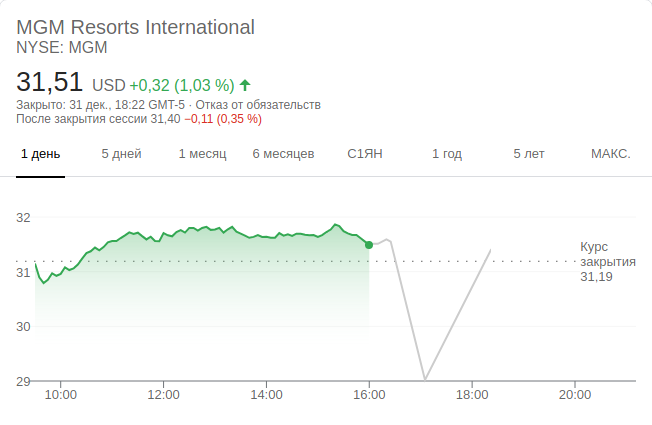 MGM Resorts International
NYSE: MGM
31,51 USD +0,32 (1,03 %)
Закрыто: 31 дек., 18:22 GMT-5 · Отказ от обязательств
После закрытия сессии 31,40 −0,11 (0,35 %)
1 день 5 дней 1 месяц 6 месяцев С1ЯН 1 год 5 лет МАКС.
32
Курс
закрытия
31
31,19
30
29
10:00 12:00 14:00 16:00 18:00 20:00